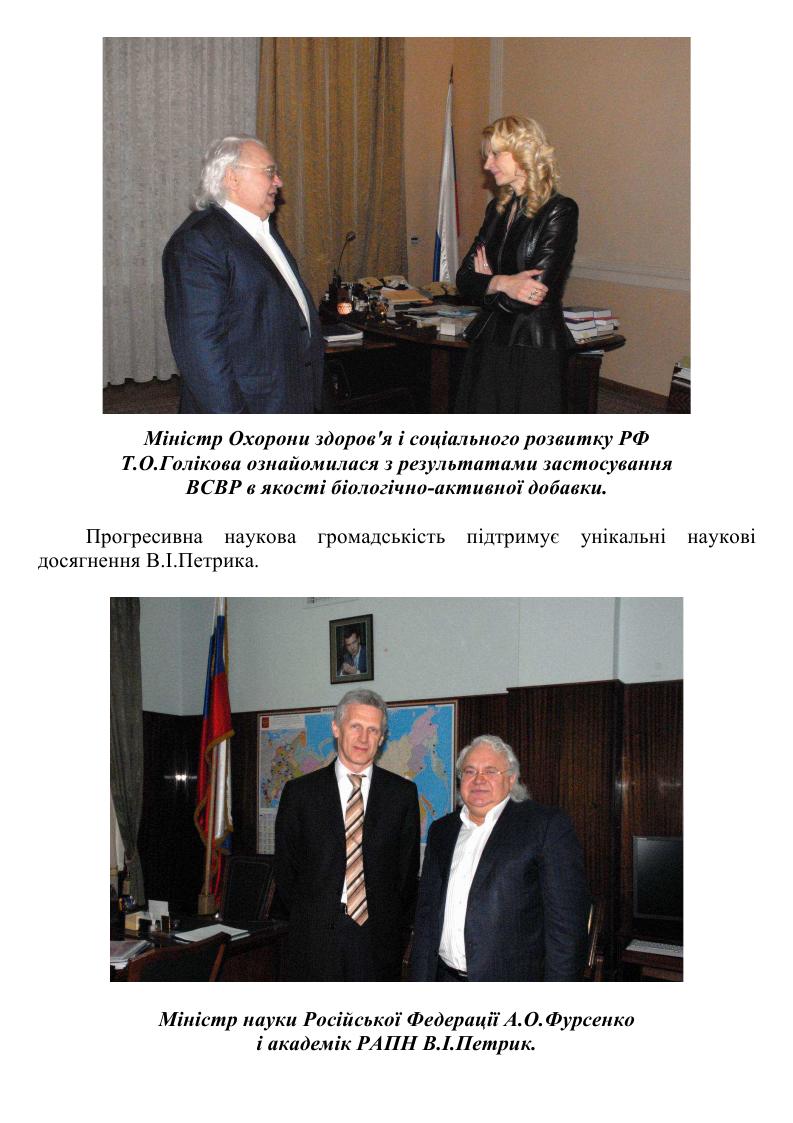 Міністр Охорони здоров'я і соціального розвитку РФ
Т.О.Голікова ознайомилася з результатами застосування
ВСВР в якості біологічно-активної добавки.
Прогресивна наукова громадськість підтримує унікальні наукові
досягнення В.І.Петрика.
Міністр науки Російської Федерації А.О.Фурсенко
і академік РАПН В.І.Петрик.